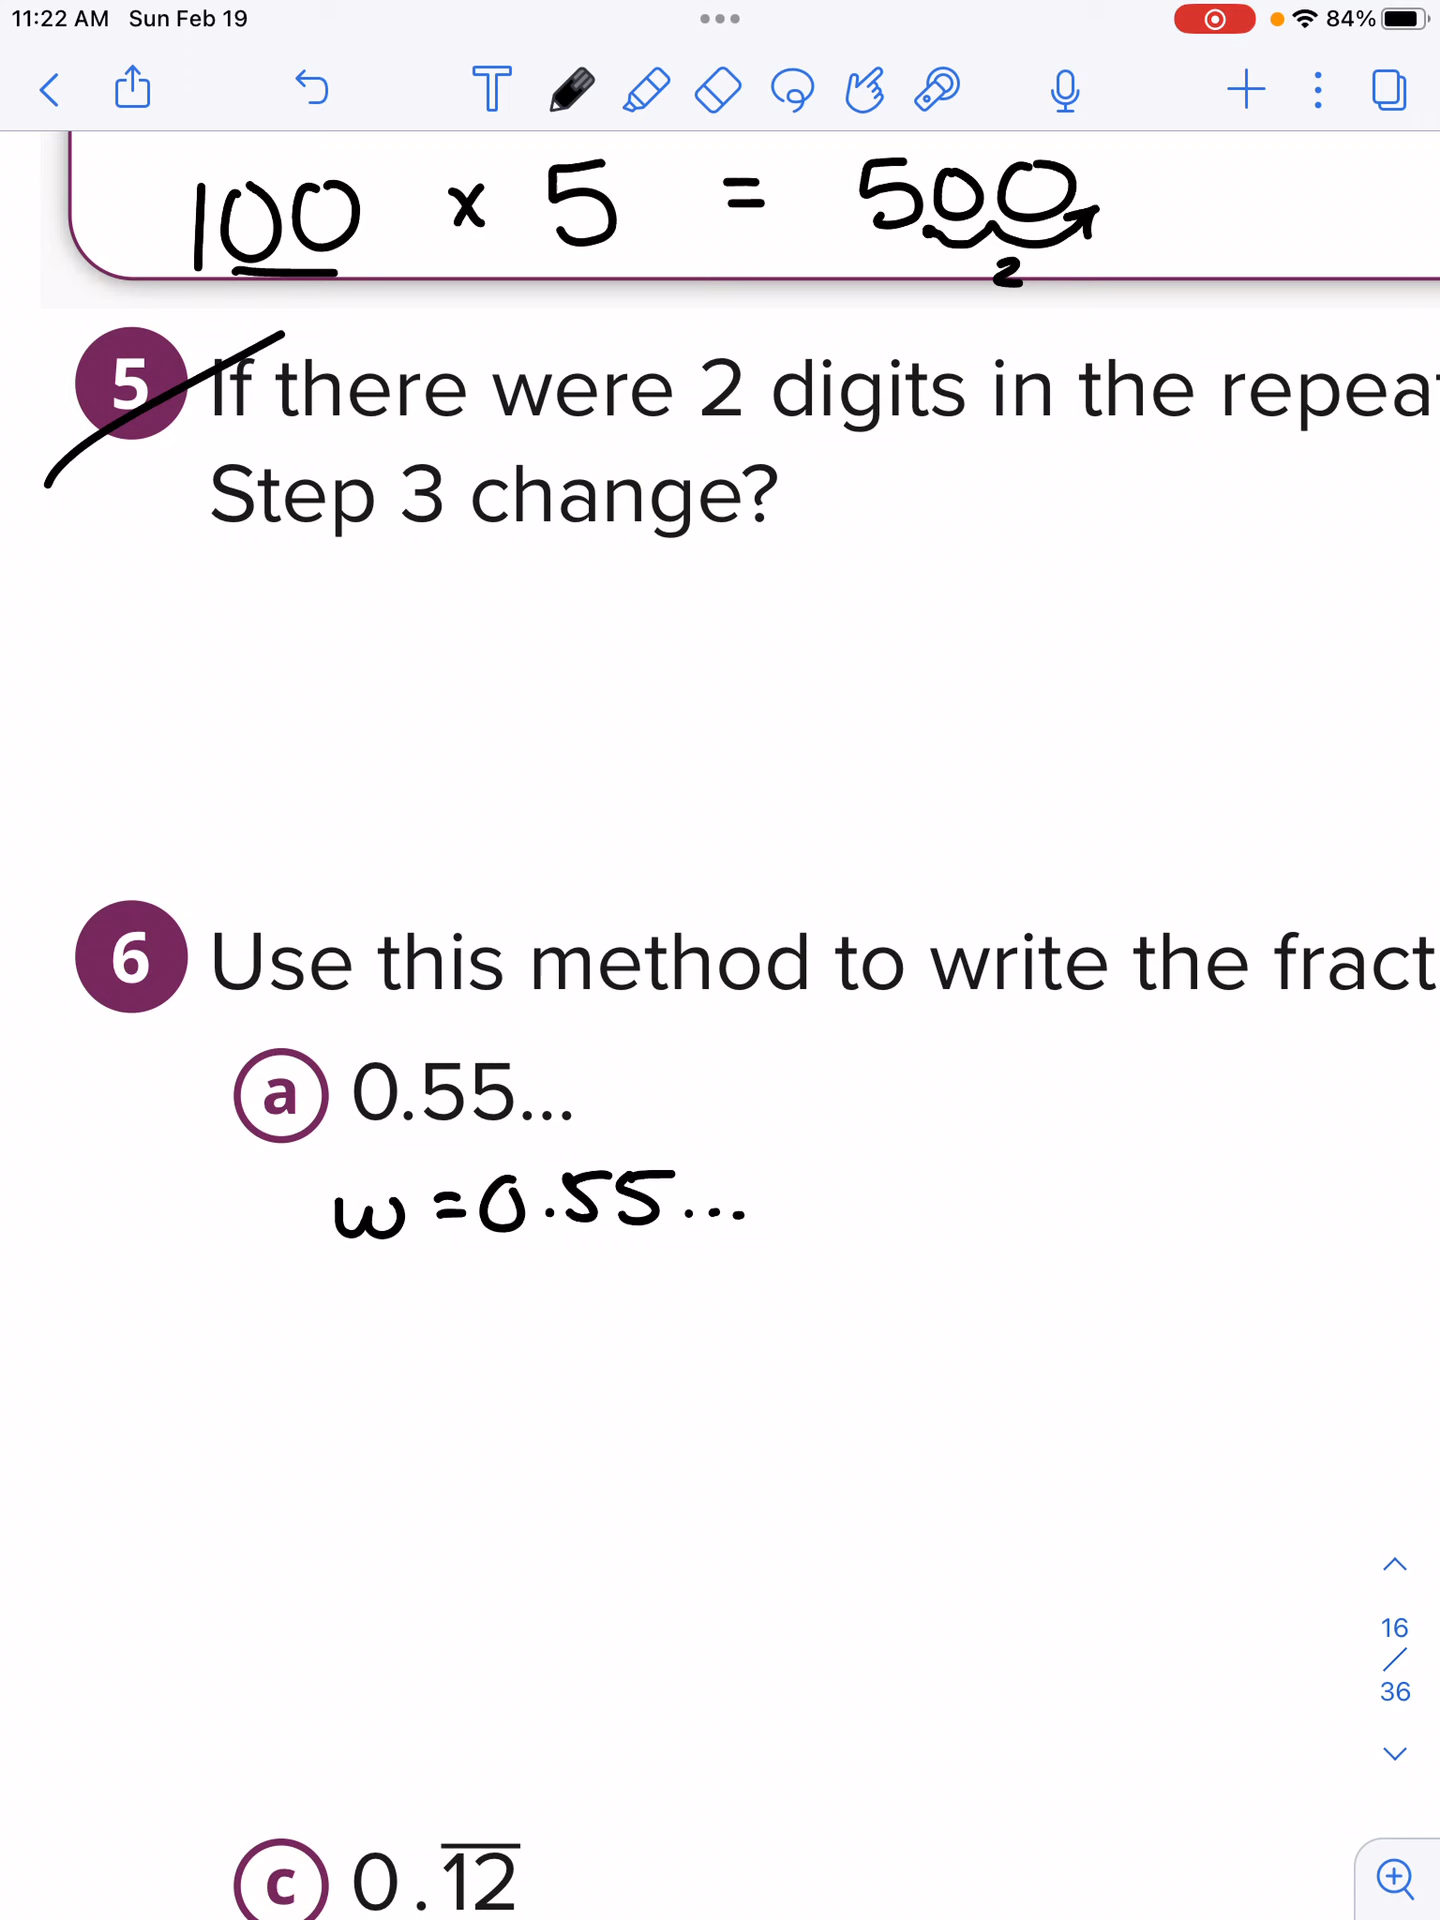 11:22 AM Sun Feb 19
84%
100 x 5 = 500
2
5 If there were 2 digits in the repea
Step 3 change?
6 Use this method to write the fract
a 0.55...
w = 0.55...
16
/
36
c 0.1̅2̅